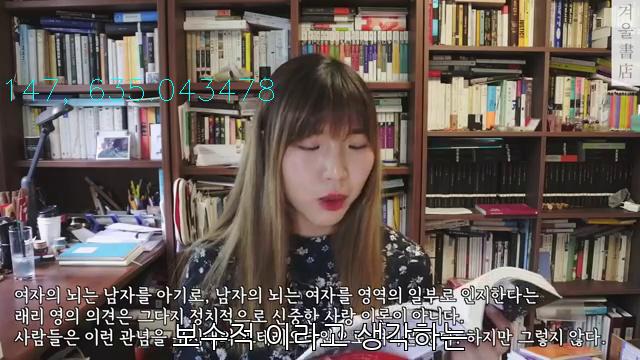 겨울書店
147, 635.043478
여자의 뇌는 남자를 아기로, 남자의 뇌는 여자를 영역의 일부로 인지한다는
래리 영의 의견은 그다지 정치적으로 신중한 사랑 이론이 아니다.
사람들은 이런 관념을
하지만 그렇지 않다.
보수적 이라고 생각하는